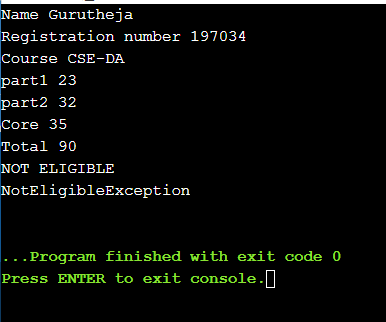 Name Gurutheja
Registration number 197034
Course CSE-DA
part1 23
part2 32
Core 35
Total 90
NOT ELIGIBLE
NotEligibleException
...Program finished with exit code 0
Press ENTER to exit console.